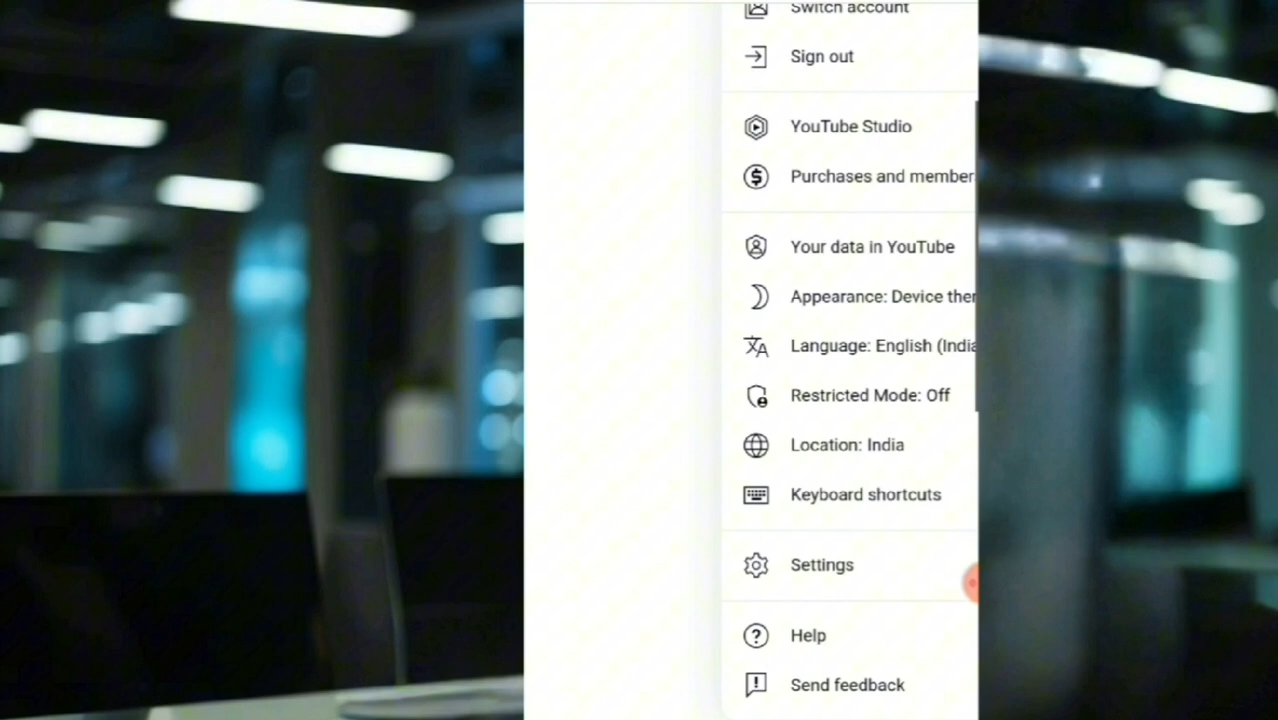 Switch account
Sign out
YouTube Studio
Purchases and member
Your data in YouTube
Appearance: Device
Language: English (India
Restricted Mode: Off
Location: India
Keyboard shortcuts
Settings
Help
Send feedback